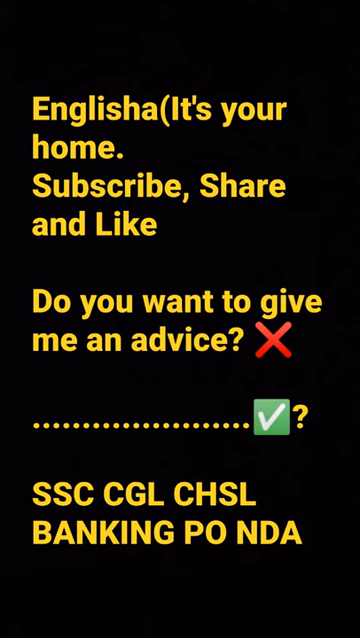 Englisha(It's your
home.
Subscribe, Share
and Like
Do you want to give
me an advice? ❌
......................✅?
SSC CGL CHSL
BANKING PO NDA